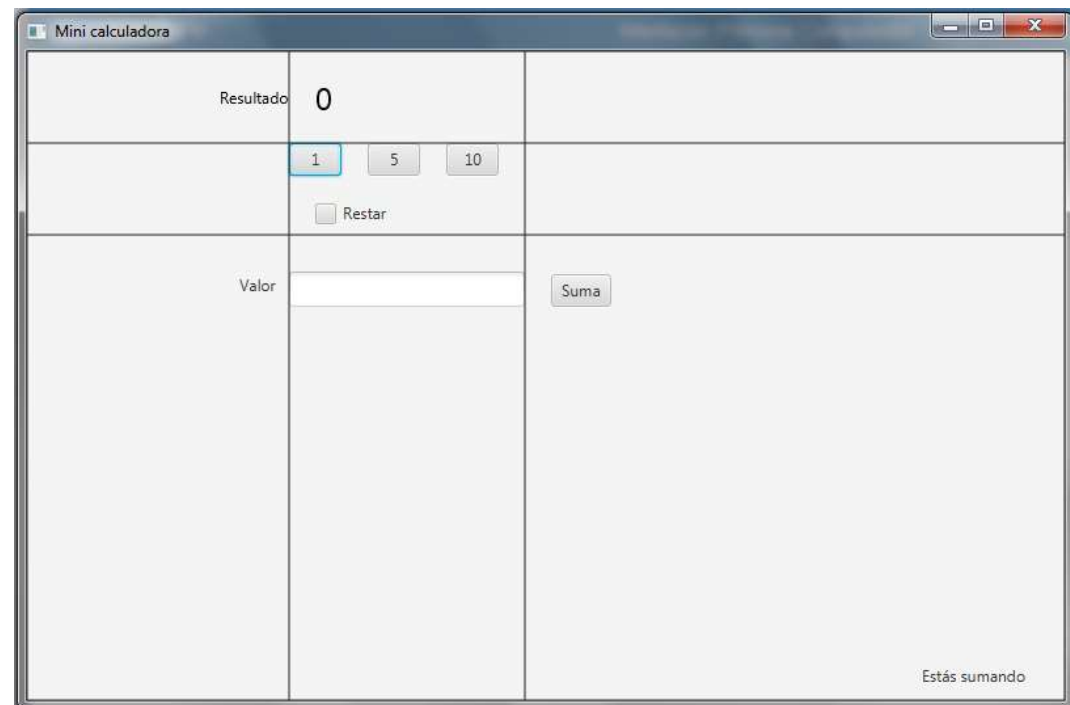 Mini calculadora
Resultado 0
1 5 10
Restar
Valor Suma
Estás sumando